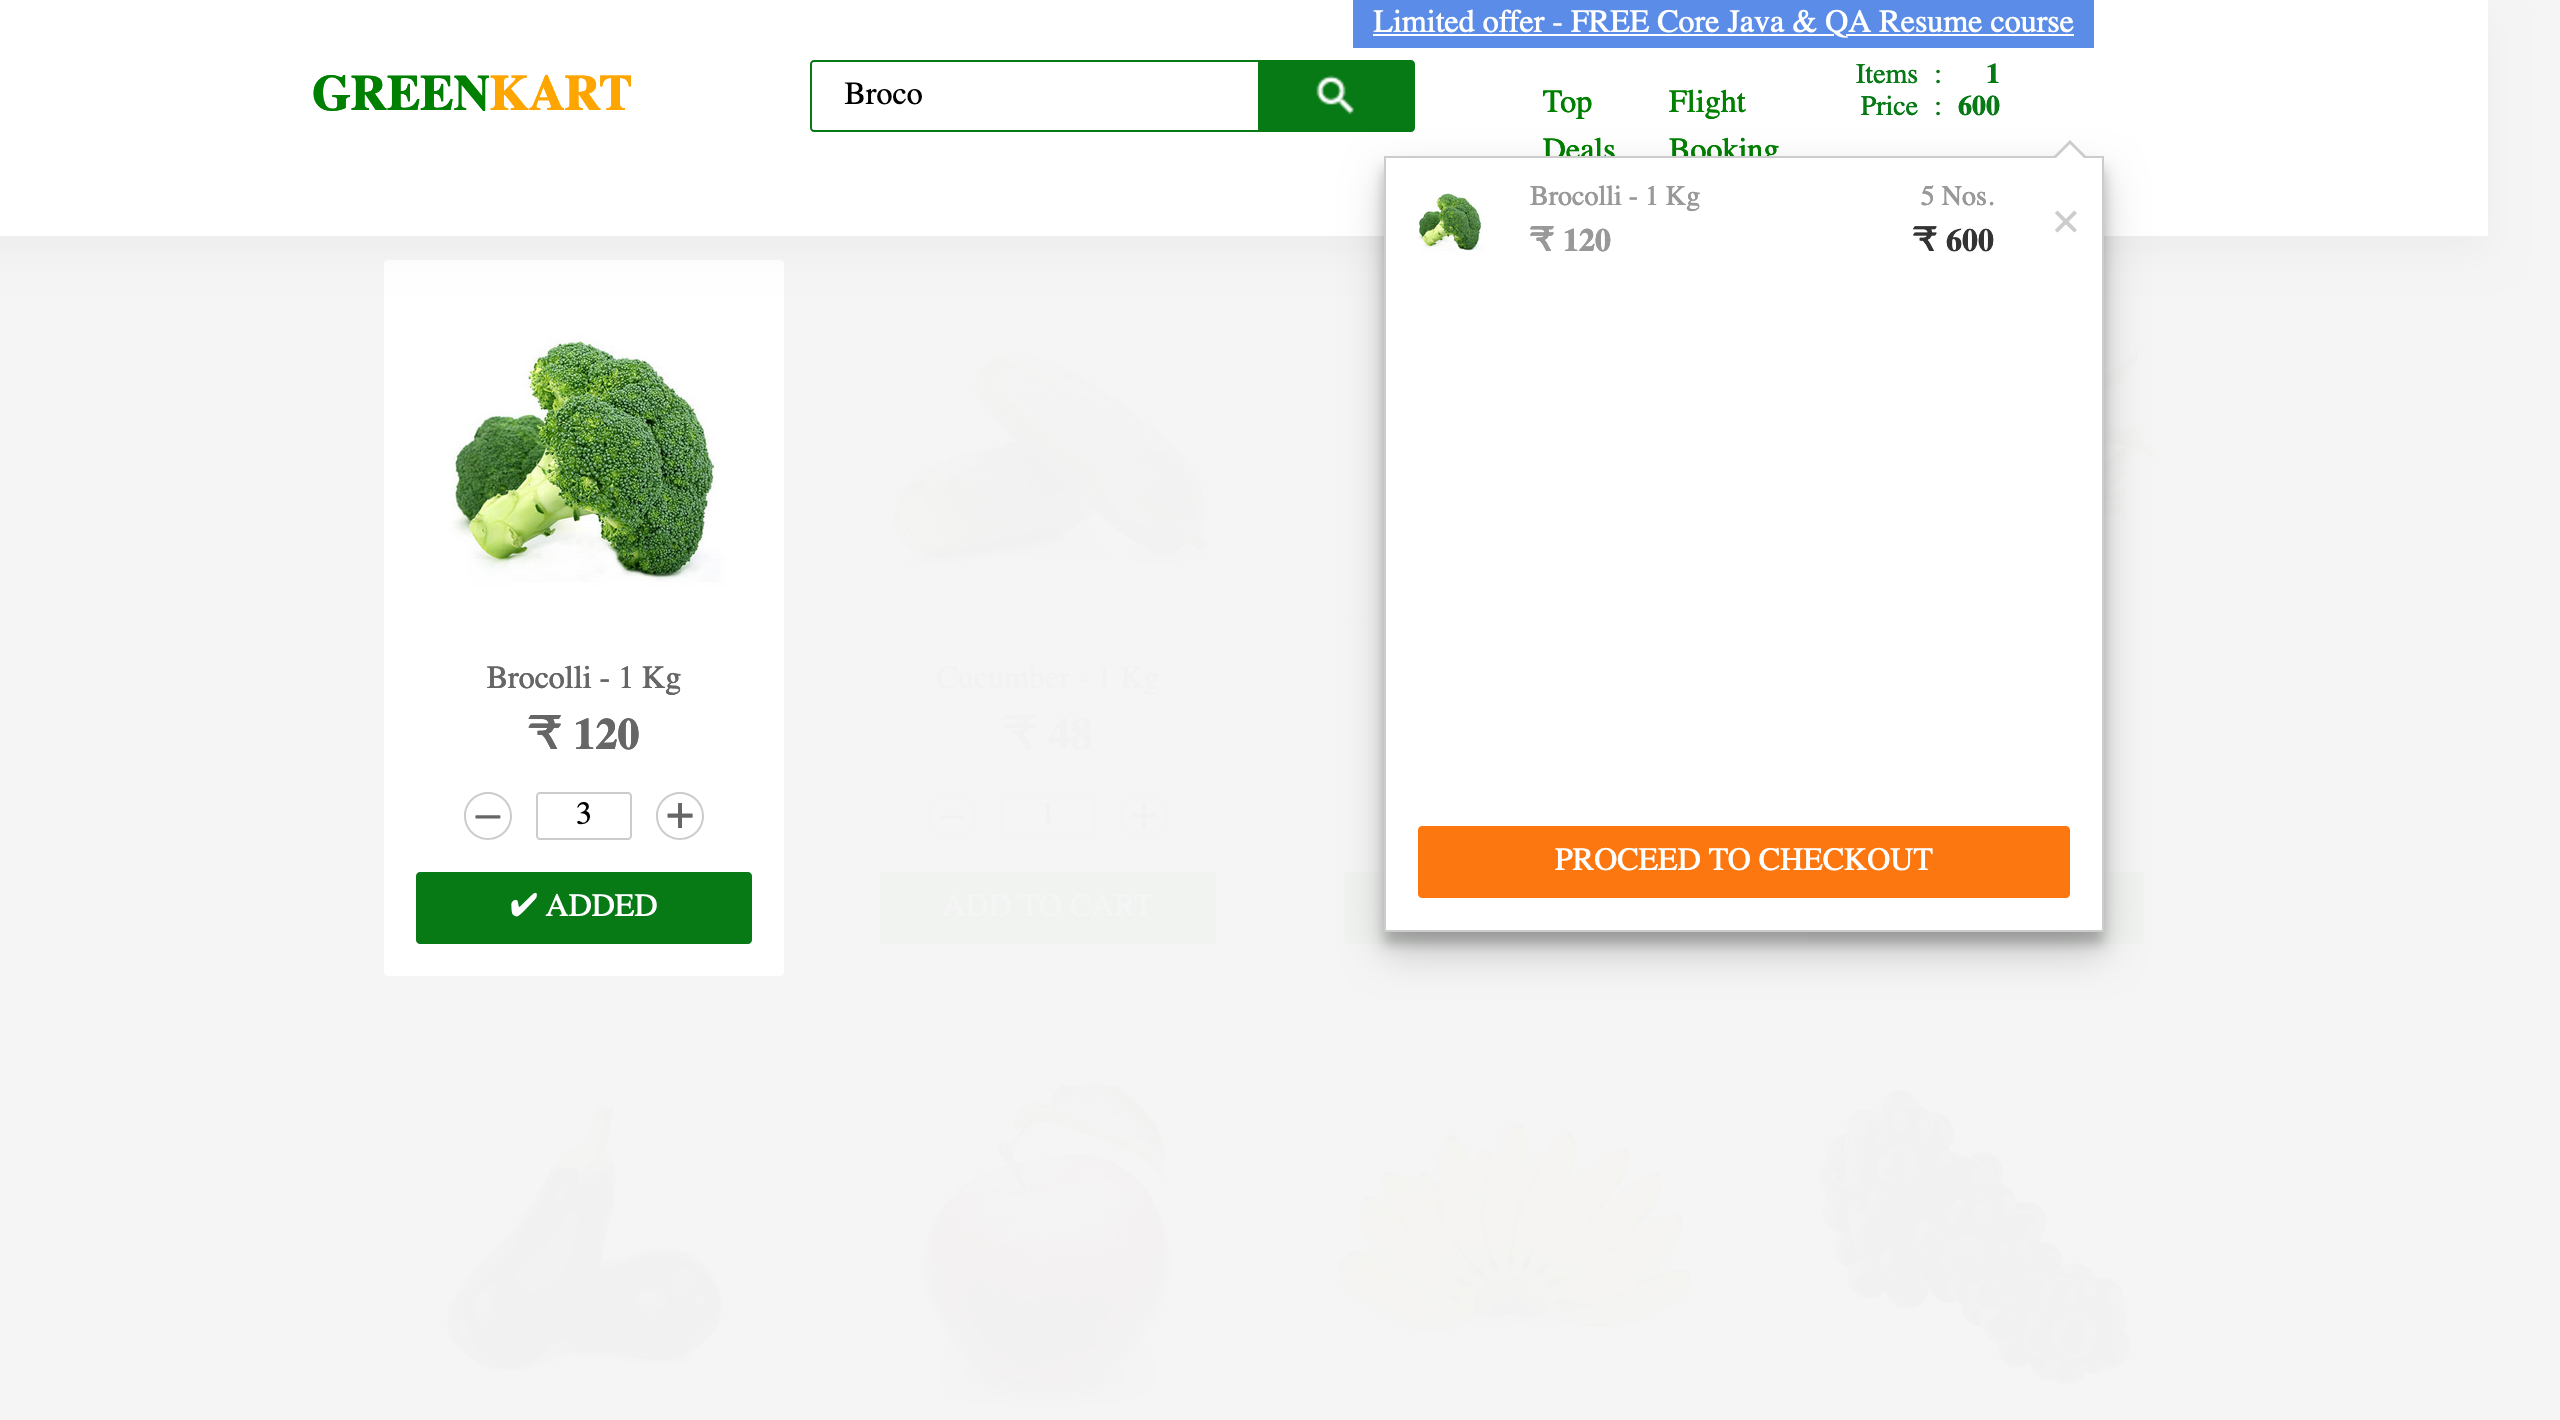 Limited offer - FREE Core Java & QA Resume course
GREENKART
Broco
Top Deals
Flight Booking
Items : 1
Price : 600
Brocolli - 1 Kg
₹ 120
5 Nos.
₹ 600
×
PROCEED TO CHECKOUT
Brocolli - 1 Kg
₹ 120
– 3 +
✔ ADDED
Cucumber - 1 Kg
₹ 48
– 1 +
ADD TO CART